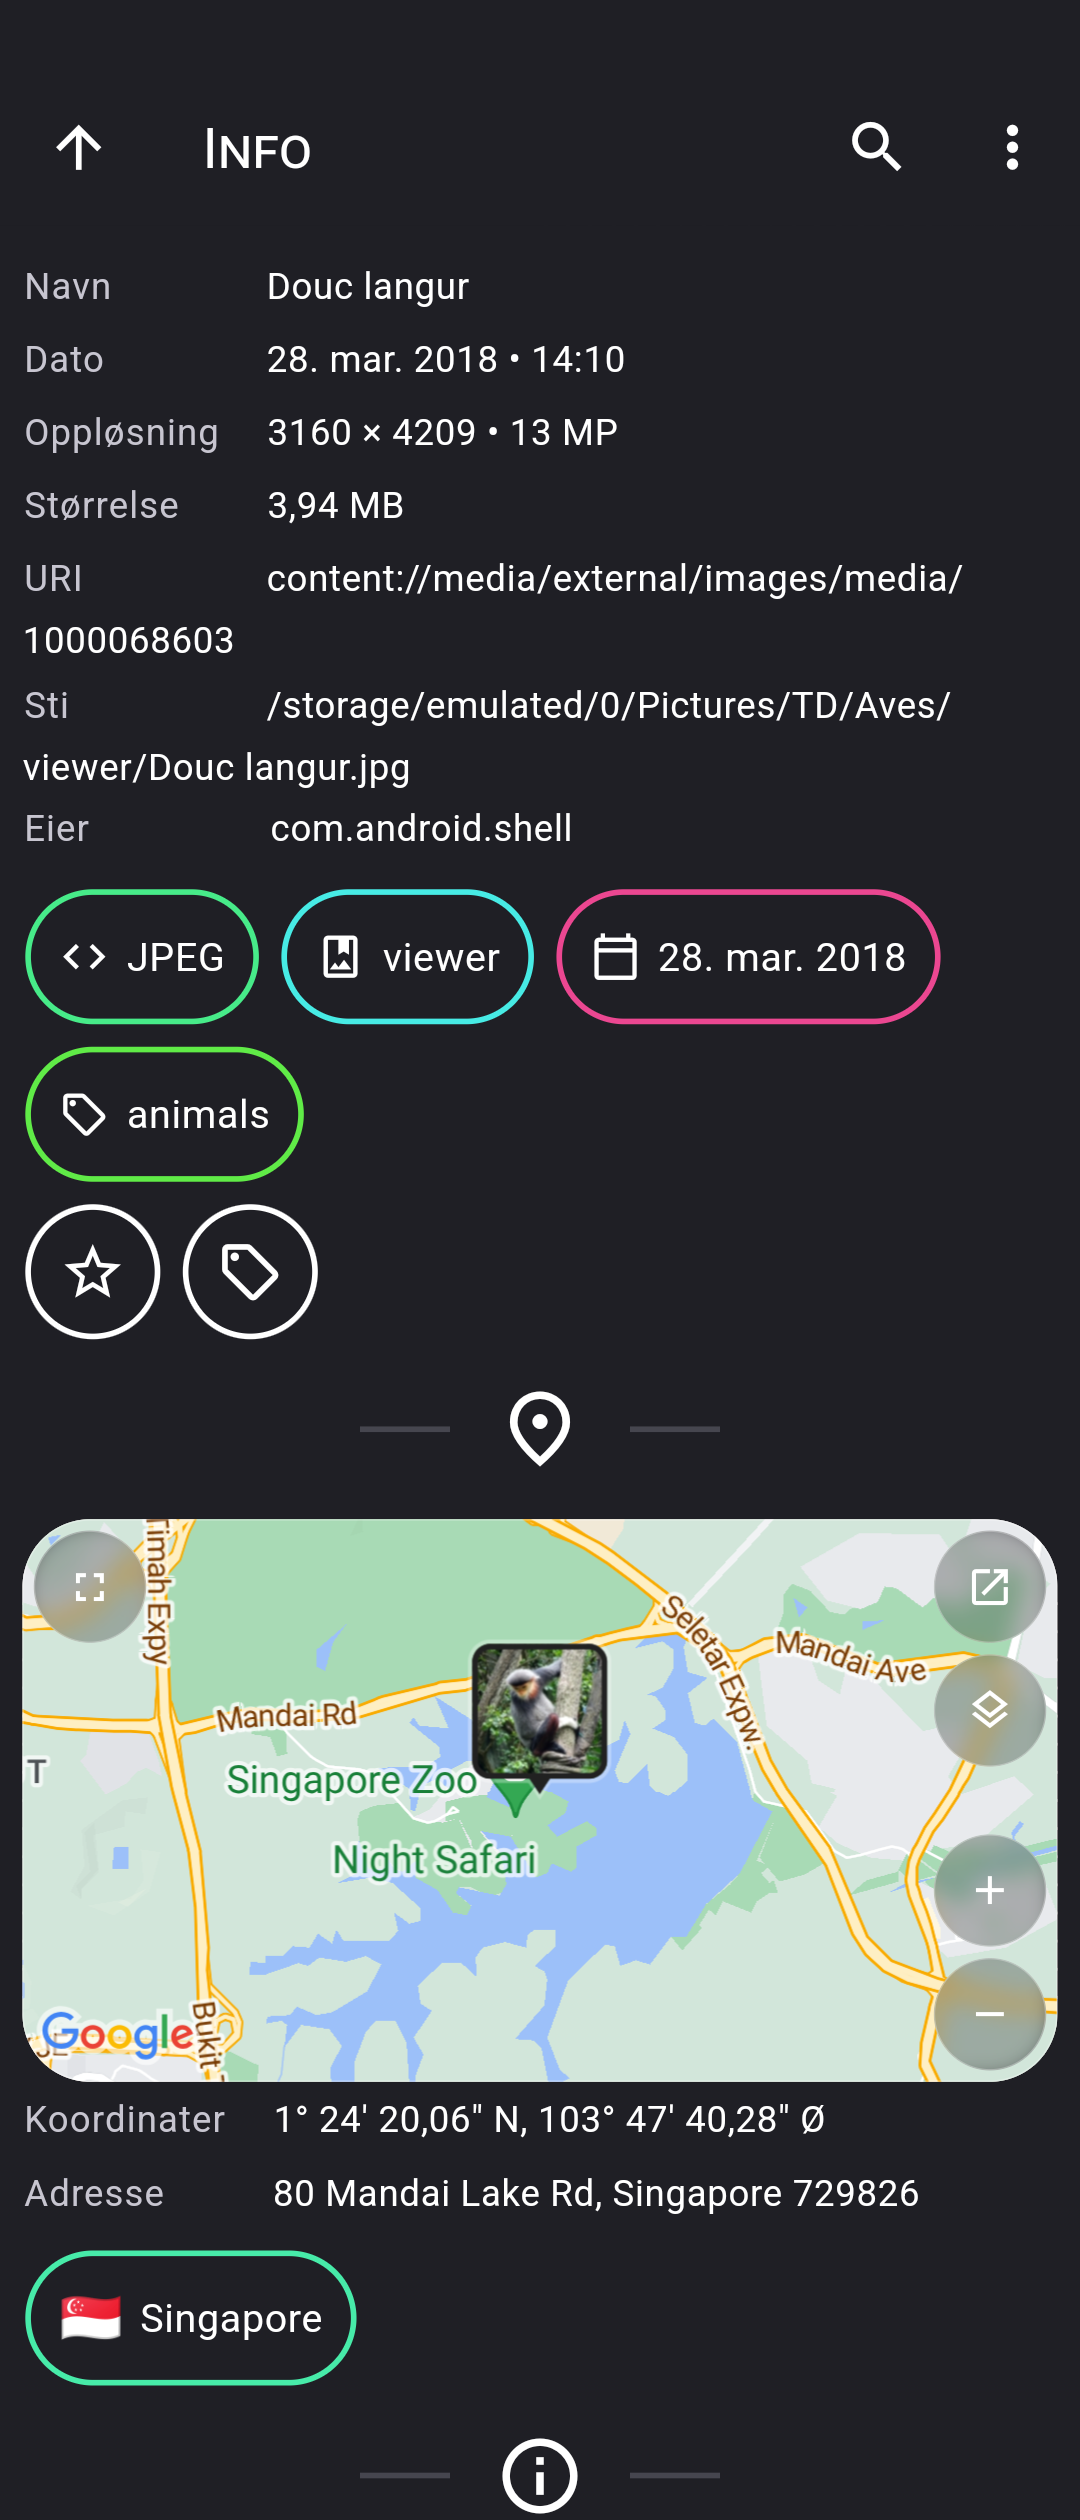 INFO
Navn Douc langur
Dato 28. mar. 2018 • 14:10
Oppløsning 3160 × 4209 • 13 MP
Størrelse 3,94 MB
URI content://media/external/images/media/
1000068603
Sti /storage/emulated/0/Pictures/TD/Aves/
viewer/Douc langur.jpg
Eier com.android.shell
JPEG viewer 28. mar. 2018
animals
Timah Expy
Seletar Expw.
Mandai Ave
Mandai Rd
T
Singapore Zoo
Night Safari
Bukit
Google
Koordinater 1° 24' 20,06" N, 103° 47' 40,28" Ø
Adresse 80 Mandai Lake Rd, Singapore 729826
Singapore